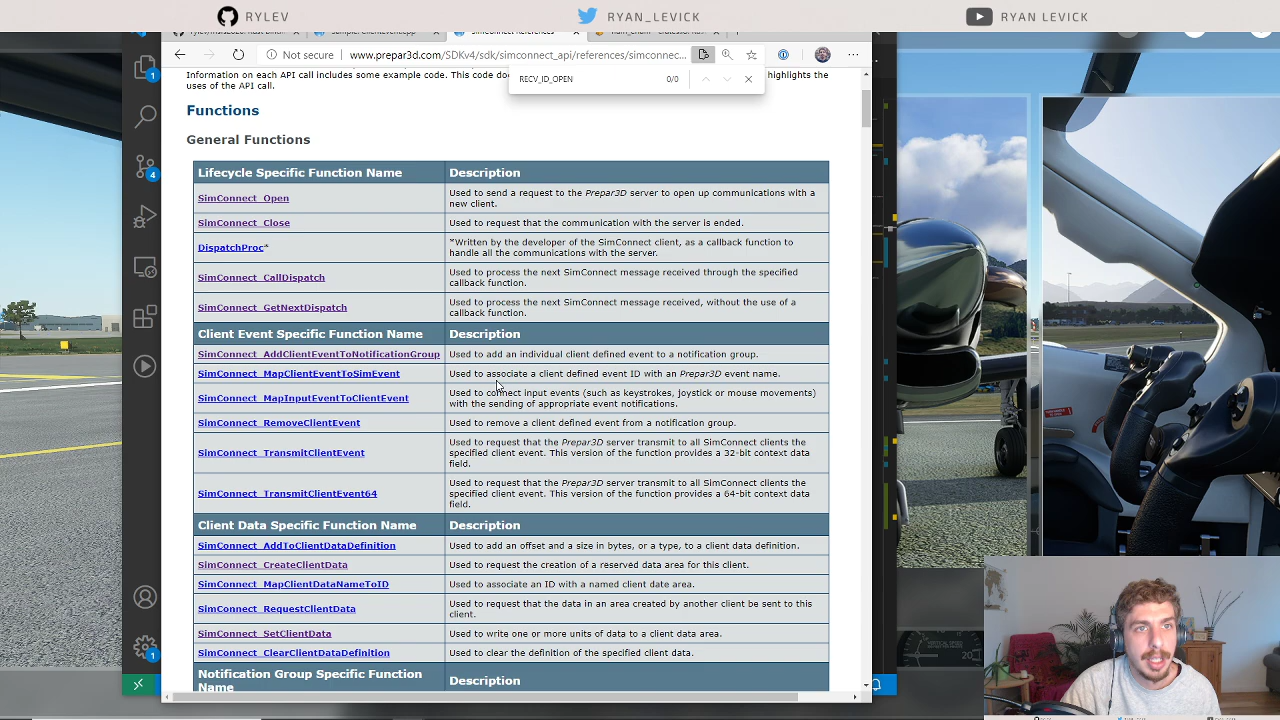 RYLEV
RYAN_LEVICK
RYAN LEVICK
Not secure
www.prepar3d.com/SDKv4/sdk/simconnect_api/references/simconnec...
RECV_ID_OPEN
0/0
Information on each API call includes some example code. This code
highlights the
uses of the API call.
Functions
General Functions
Lifecycle Specific Function Name
Description
SimConnect_Open
Used to send a request to the Prepar3D server to open up communications with a
new client.
SimConnect_Close
Used to request that the communication with the server is ended.
DispatchProc*
*Written by the developer of the SimConnect client, as a callback function to
handle all the communications with the server.
SimConnect_CallDispatch
Used to process the next SimConnect message received through the specified
callback function.
SimConnect_GetNextDispatch
Used to process the next SimConnect message received, without the use of a
callback function.
Client Event Specific Function Name
Description
SimConnect_AddClientEventToNotificationGroup
Used to add an individual client defined event to a notification group.
SimConnect_MapClientEventToSimEvent
Used to associate a client defined event ID with an Prepar3D event name.
SimConnect_MapInputEventToClientEvent
Used to connect input events (such as keystrokes, joystick or mouse movements)
with the sending of appropriate event notifications.
SimConnect_RemoveClientEvent
Used to remove a client defined event from a notification group.
SimConnect_TransmitClientEvent
Used to request that the Prepar3D server transmit to all SimConnect clients the
specified client event. This version of the function provides a 32-bit context data
field.
SimConnect_TransmitClientEvent64
Used to request that the Prepar3D server transmit to all SimConnect clients the
specified client event. This version of the function provides a 64-bit context data
field.
Client Data Specific Function Name
Description
SimConnect_AddToClientDataDefinition
Used to add an offset and a size in bytes, or a type, to a client data definition.
SimConnect_CreateClientData
Used to request the creation of a reserved data area for this client.
SimConnect_MapClientDataNameToID
Used to associate an ID with a named client date area.
SimConnect_RequestClientData
Used to request that the data in an area created by another client be sent to this
client.
SimConnect_SetClientData
Used to write one or more units of data to a client data area.
SimConnect_ClearClientDataDefinition
Used to clear the definition of the specified client data.
Notification Group Specific Function
Name
Description
1
4
1
VERTICAL SPEED
20